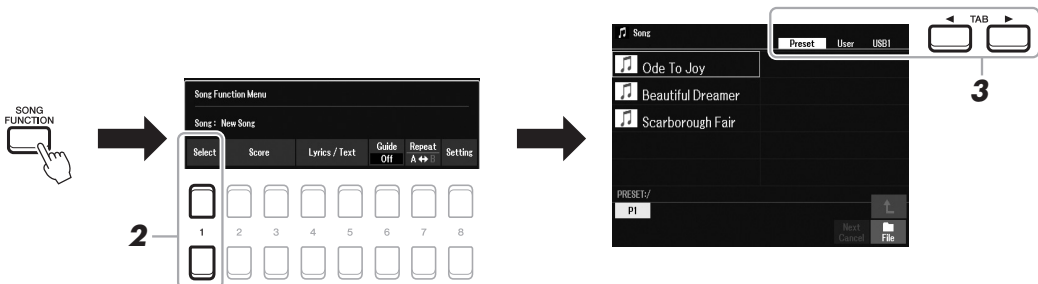 SONG
FUNCTION
2
Song Function Menu
Song : New Song
Select Score Lyrics / Text Guide Off Repeat A ↔ B Setting
1 2 3 4 5 6 7 8
Song
Preset User USB1
Ode To Joy
Beautiful Dreamer
Scarborough Fair
PRESET:/
P1
Next
Cancel
File
◄ TAB ►
3